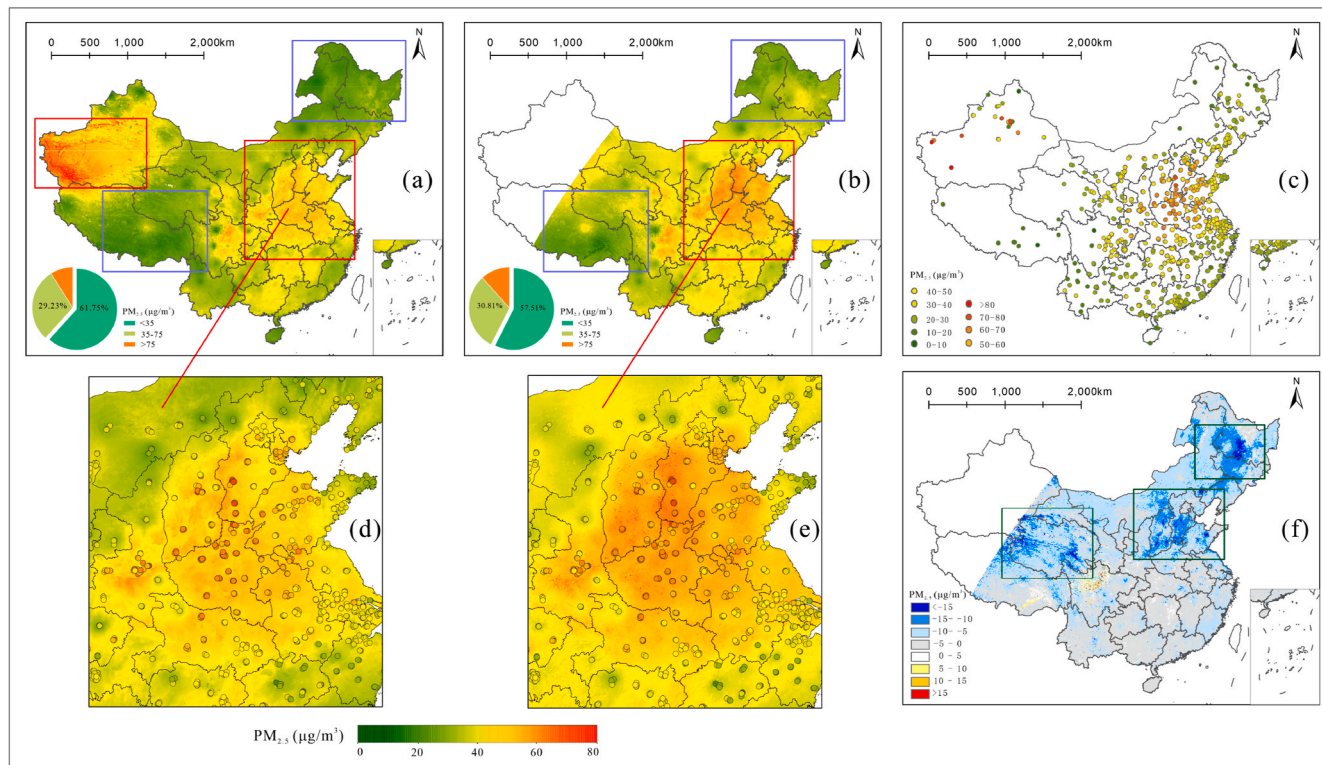 0 500 1,000 2,000km
N
(a)
29.23%
61.75%
PM2.5 (μg/m³)
<35
35-75
>75
0 500 1,000 2,000km
N
(b)
30.81%
57.51%
PM2.5 (μg/m³)
<35
35-75
>75
0 500 1,000 2,000km
N
(c)
PM2.5 (μg/m³)
40-50
30-40
20-30
10-20
0-10
>80
70-80
60-70
50-60
(d)
(e)
0 500 1,000 2,000km
N
(f)
PM2.5 (μg/m³)
<-15
-15- -10
-10- -5
-5 - 0
0 - 5
5 - 10
10 - 15
>15
PM2.5 (μg/m³)
0 20 40 60 80